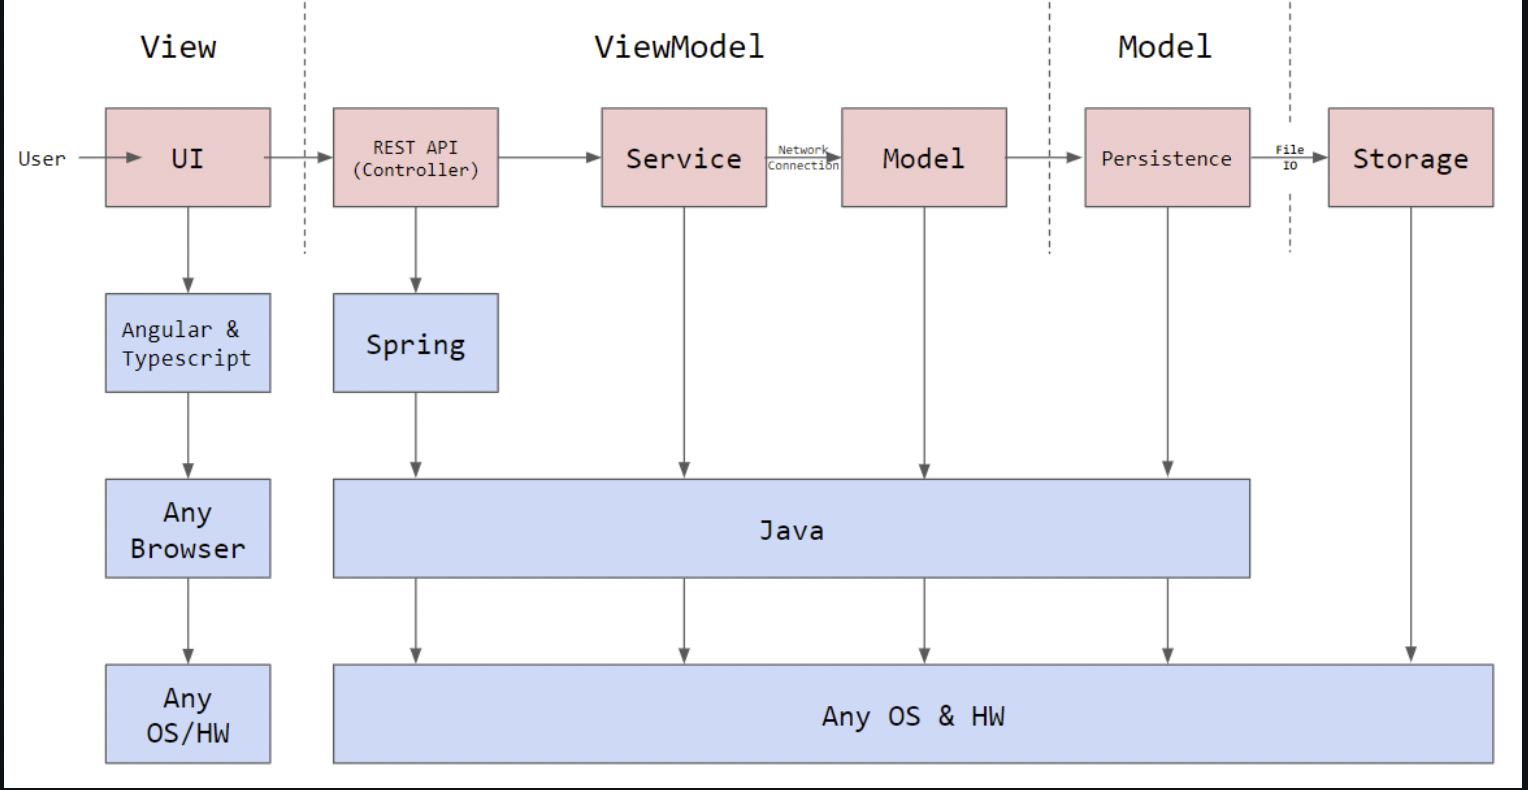 View
ViewModel
Model
User
UI
REST API
(Controller)
Service
Network
Connection
Model
Persistence
File
IO
Storage
Angular &
Typescript
Spring
Any
Browser
Java
Any
OS/HW
Any OS & HW